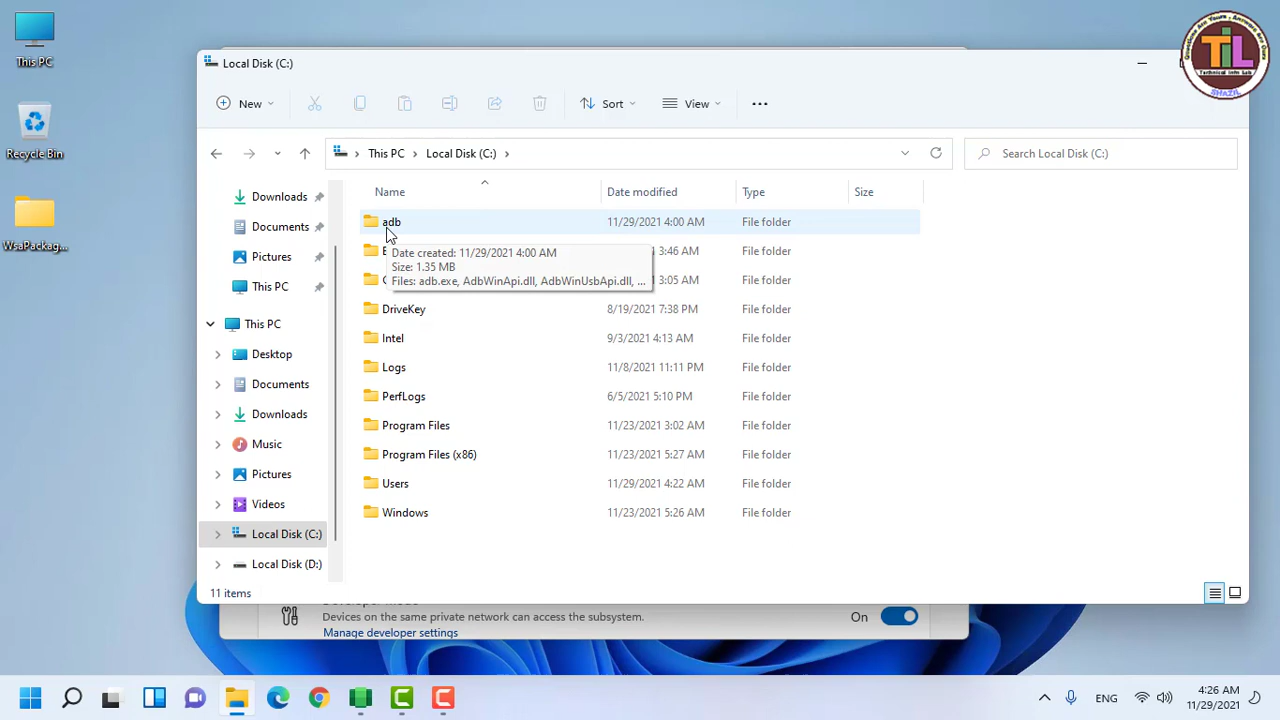 This PC
Recycle Bin
WsaPackag...
Local Disk (C:)
TiL
Technical Info Lab
SHAZIL
New
Sort
View
This PC
Local Disk (C:)
Search Local Disk (C:)
Downloads
Documents
Pictures
This PC
This PC
Desktop
Documents
Downloads
Music
Pictures
Videos
Local Disk (C:)
Local Disk (D:)
Name Date modified Type Size
adb 11/29/2021 4:00 AM File folder
3:46 AM File folder
3:05 AM File folder
Date created: 11/29/2021 4:00 AM
Size: 1.35 MB
Files: adb.exe, AdbWinApi.dll, AdbWinUsbApi.dll, ...
DriveKey 8/19/2021 7:38 PM File folder
Intel 9/3/2021 4:13 AM File folder
Logs 11/8/2021 11:11 PM File folder
PerfLogs 6/5/2021 5:10 PM File folder
Program Files 11/23/2021 3:02 AM File folder
Program Files (x86) 11/23/2021 5:27 AM File folder
Users 11/29/2021 4:22 AM File folder
Windows 11/23/2021 5:26 AM File folder
11 items
Devices on the same private network can access the subsystem.
On
Manage developer settings
ENG
4:26 AM
11/29/2021